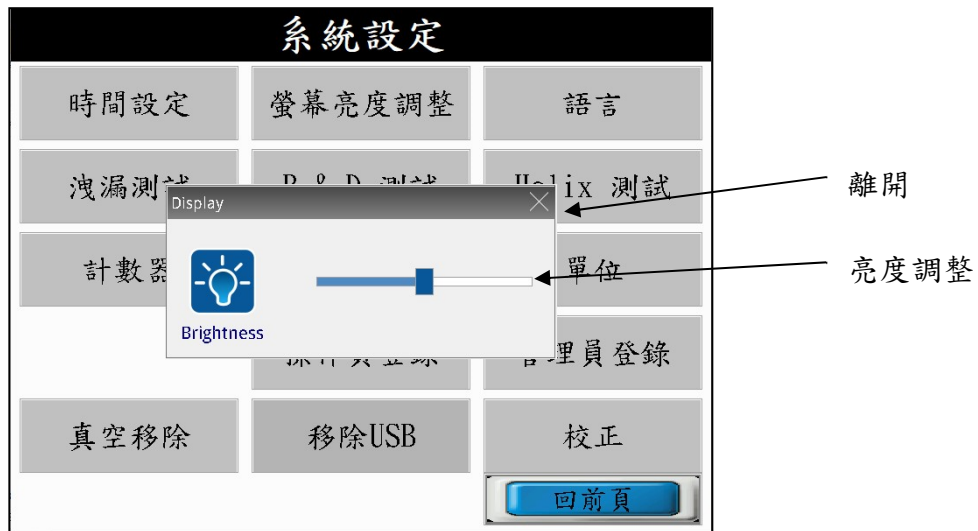 系統設定
時間設定 螢幕亮度調整 語言
洩漏測試 測試 測試
離開
Display
計數器 單位
亮度調整
Brightness
登錄 管理員登錄
真空移除 移除USB 校正
回前頁